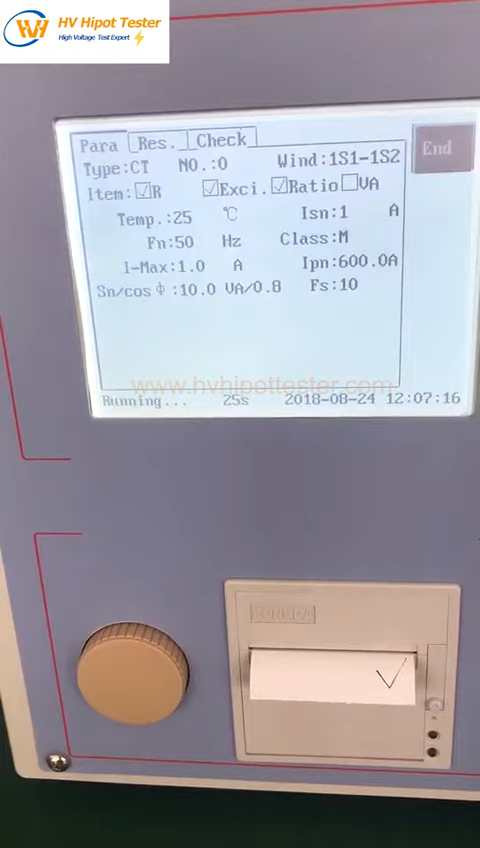 HV Hipot Tester
High Voltage Test Expert
Para Res. Check
End
Type:CT NO.:0 Wind:1S1-1S2
Item: ☑R ☑Exci. ☑Ratio ☐VA
Temp.:25 ℃ Isn:1 A
Fn:50 Hz Class:M
I-Max:1.0 A Ipn:600.0A
Sn/cosϕ:10.0 VA/0.8 Fs:10
www.hvhipottester.com
Running... 25s 2018-08-24 12:07:16